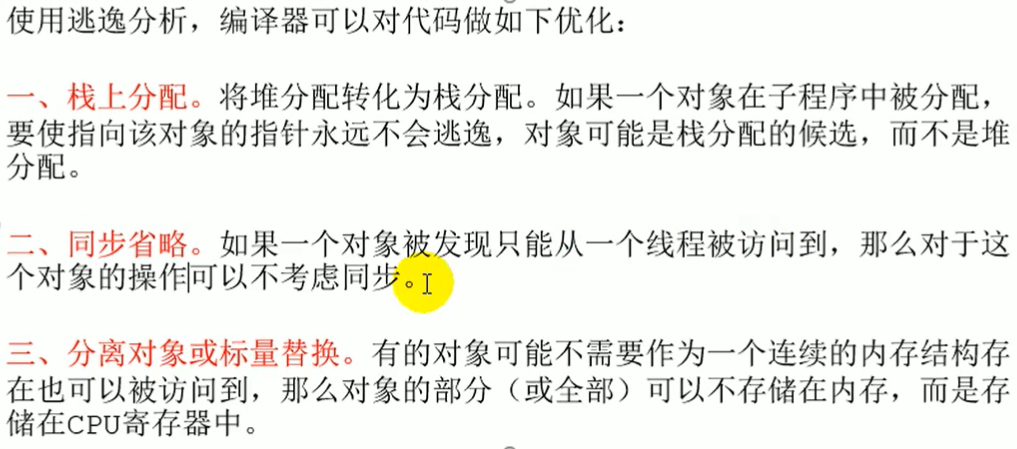 使用逃逸分析，编译器可以对代码做如下优化：
一、栈上分配。将堆分配转化为栈分配。如果一个对象在子程序中被分配，
要使指向该对象的指针永远不会逃逸，对象可能是栈分配的候选，而不是堆
分配。
二、同步省略。如果一个对象被发现只能从一个线程被访问到，那么对于这
个对象的操作可以不考虑同步。
三、分离对象或标量替换。有的对象可能不需要作为一个连续的内存结构存
在也可以被访问到，那么对象的部分（或全部）可以不存储在内存，而是存
储在CPU寄存器中。